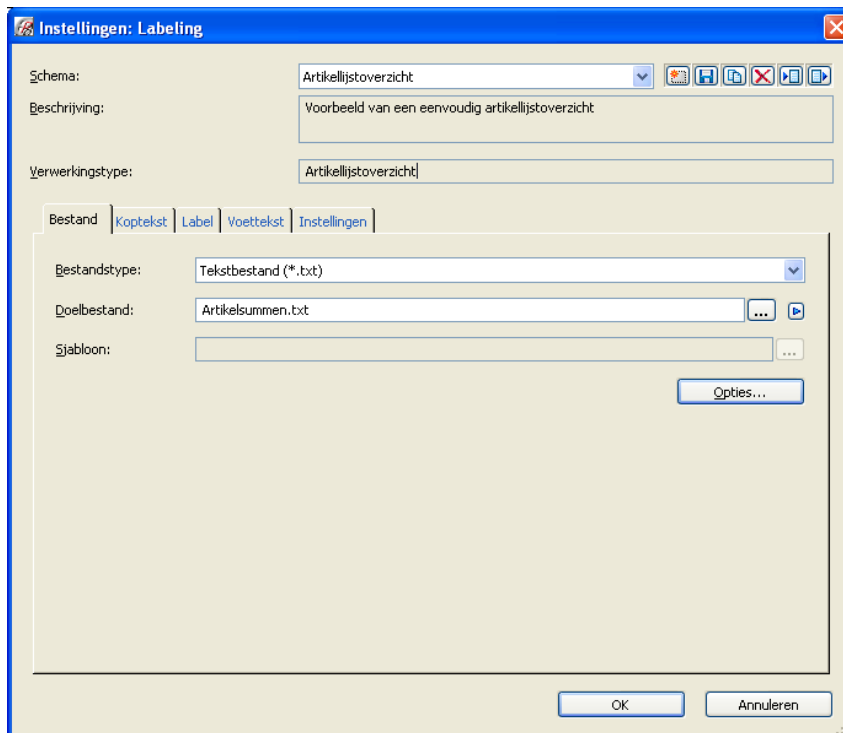 Instellingen: Labeling
Schema: Artikellijstoverzicht
Beschrijving: Voorbeeld van een eenvoudig artikellijstoverzicht
Verwerkingstype: Artikellijstoverzicht
Bestand Koptekst Label Voettekst Instellingen
Bestandstype: Tekstbestand (*.txt)
Doelbestand: Artikelsummen.txt ...
Sjabloon: ...
Opties...
OK Annuleren